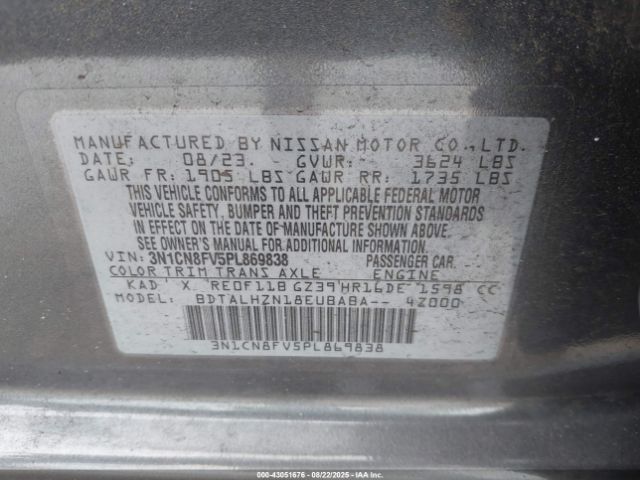 MANUFACTURED BY NISSAN MOTOR CO., LTD.
DATE: 08/23. GVWR: 3624 LBS
GAWR FR: 1905 LBS GAWR RR: 1735 LBS
THIS VEHICLE CONFORMS TO ALL APPLICABLE FEDERAL MOTOR
VEHICLE SAFETY, BUMPER AND THEFT PREVENTION STANDARDS
IN EFFECT ON THE DATE OF MANUFACTURE SHOWN ABOVE.
SEE OWNER'S MANUAL FOR ADDITIONAL INFORMATION.
VIN: 3N1CN8FV5PL869838 PASSENGER CAR.
COLOR TRIM TRANS AXLE ENGINE
KAD X RE0F11B GZ39 HR16DE 1598 CC
MODEL: BDTALHZN18EUBABA-- 4Z000
3N1CN8FV5PL869838
000-43051676 - 08/22/2025 - IAA Inc. Copyright